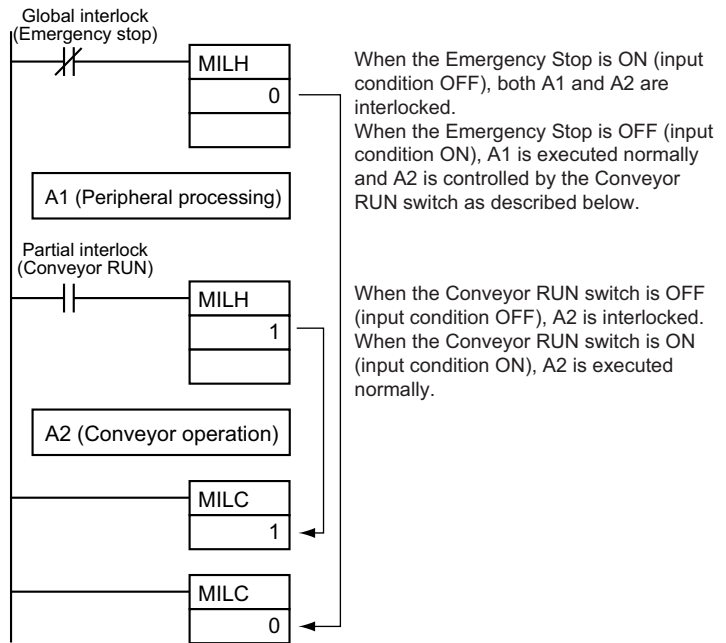 Global interlock
(Emergency stop)
MILH
0
When the Emergency Stop is ON (input
condition OFF), both A1 and A2 are
interlocked.
When the Emergency Stop is OFF (input
condition ON), A1 is executed normally
and A2 is controlled by the Conveyor
RUN switch as described below.
A1 (Peripheral processing)
Partial interlock
(Conveyor RUN)
MILH
1
When the Conveyor RUN switch is OFF
(input condition OFF), A2 is interlocked.
When the Conveyor RUN switch is ON
(input condition ON), A2 is executed
normally.
A2 (Conveyor operation)
MILC
1
MILC
0